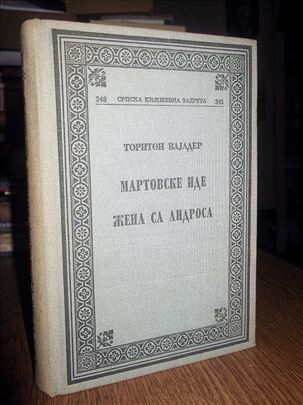 348 СРПСКА КЊИЖЕВНА ЗАДРУГА 348
ТОРНТОН ВАЈЛДЕР
МАРТОВСКЕ ИДЕ
ЖЕНА СА АНДРОСА